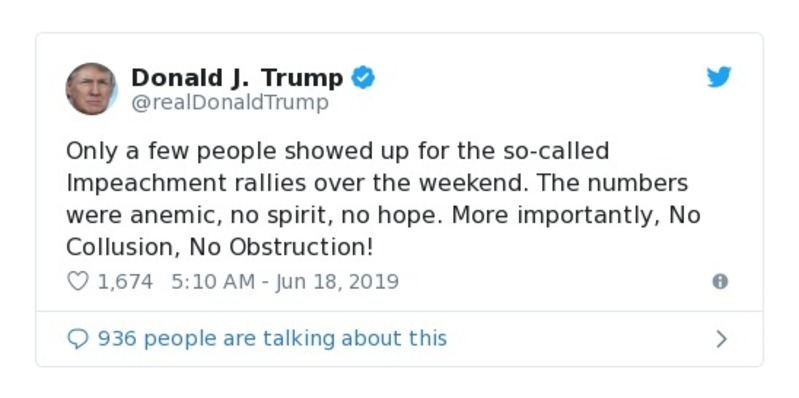 Donald J. Trump
@realDonaldTrump
Only a few people showed up for the so-called
Impeachment rallies over the weekend. The numbers
were anemic, no spirit, no hope. More importantly, No
Collusion, No Obstruction!
1,674 5:10 AM - Jun 18, 2019
936 people are talking about this